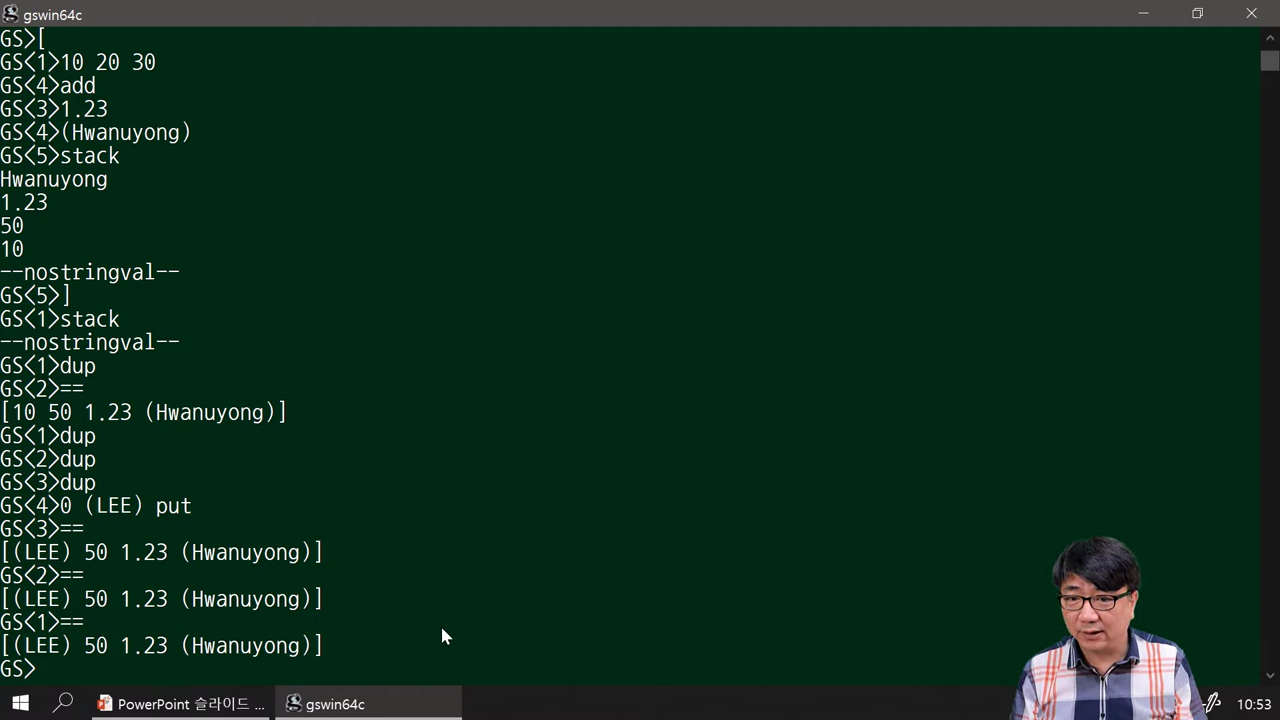 gswin64c
GS>[
GS<1>10 20 30
GS<4>add
GS<3>1.23
GS<4>(Hwanuyong)
GS<5>stack
Hwanuyong
1.23
50
10
--nostringval--
GS<5>]
GS<1>stack
--nostringval--
GS<1>dup
GS<2>==
[10 50 1.23 (Hwanuyong)]
GS<1>dup
GS<2>dup
GS<3>dup
GS<4>0 (LEE) put
GS<3>==
[(LEE) 50 1.23 (Hwanuyong)]
GS<2>==
[(LEE) 50 1.23 (Hwanuyong)]
GS<1>==
[(LEE) 50 1.23 (Hwanuyong)]
GS>
PowerPoint 슬라이드 ... gswin64c 10:53